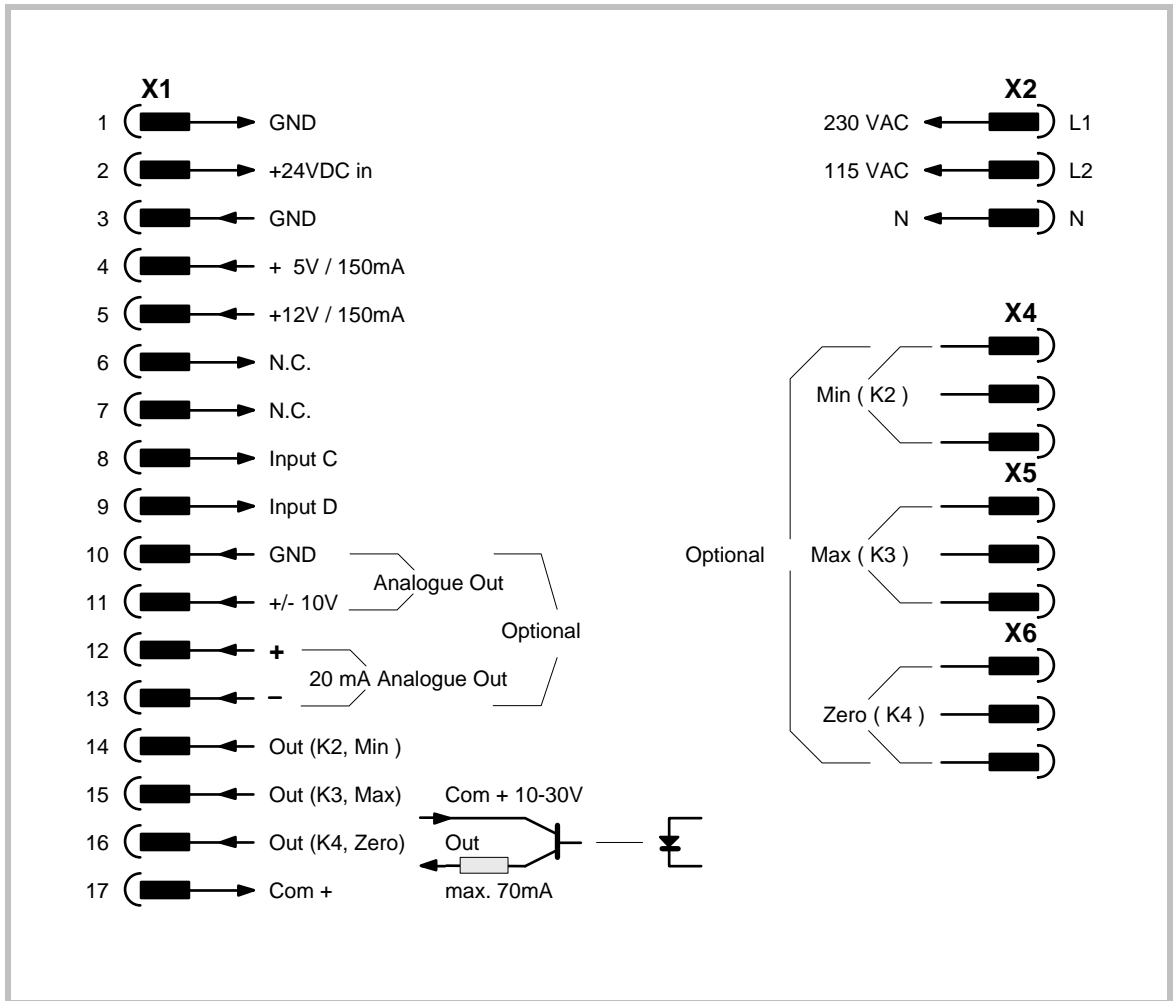 X1
1 GND
2 +24VDC in
3 GND
4 + 5V / 150mA
5 +12V / 150mA
6 N.C.
7 N.C.
8 Input C
9 Input D
10 GND
Analogue Out
11 +/- 10V
Optional
12 +
20 mA Analogue Out
13 –
14 Out (K2, Min )
15 Out (K3, Max) Com + 10-30V
16 Out (K4, Zero) Out
17 Com + max. 70mA
X2
230 VAC L1
115 VAC L2
N N
X4
Min ( K2 )
X5
Optional Max ( K3 )
X6
Zero ( K4 )